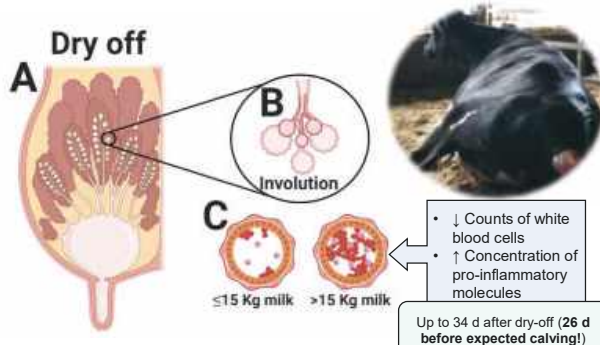 Dry off
A
B
Involution
C
≤15 Kg milk >15 Kg milk
• ↓ Counts of white
blood cells
• ↑ Concentration of
pro-inflammatory
molecules
Up to 34 d after dry-off (26 d
before expected calving!)